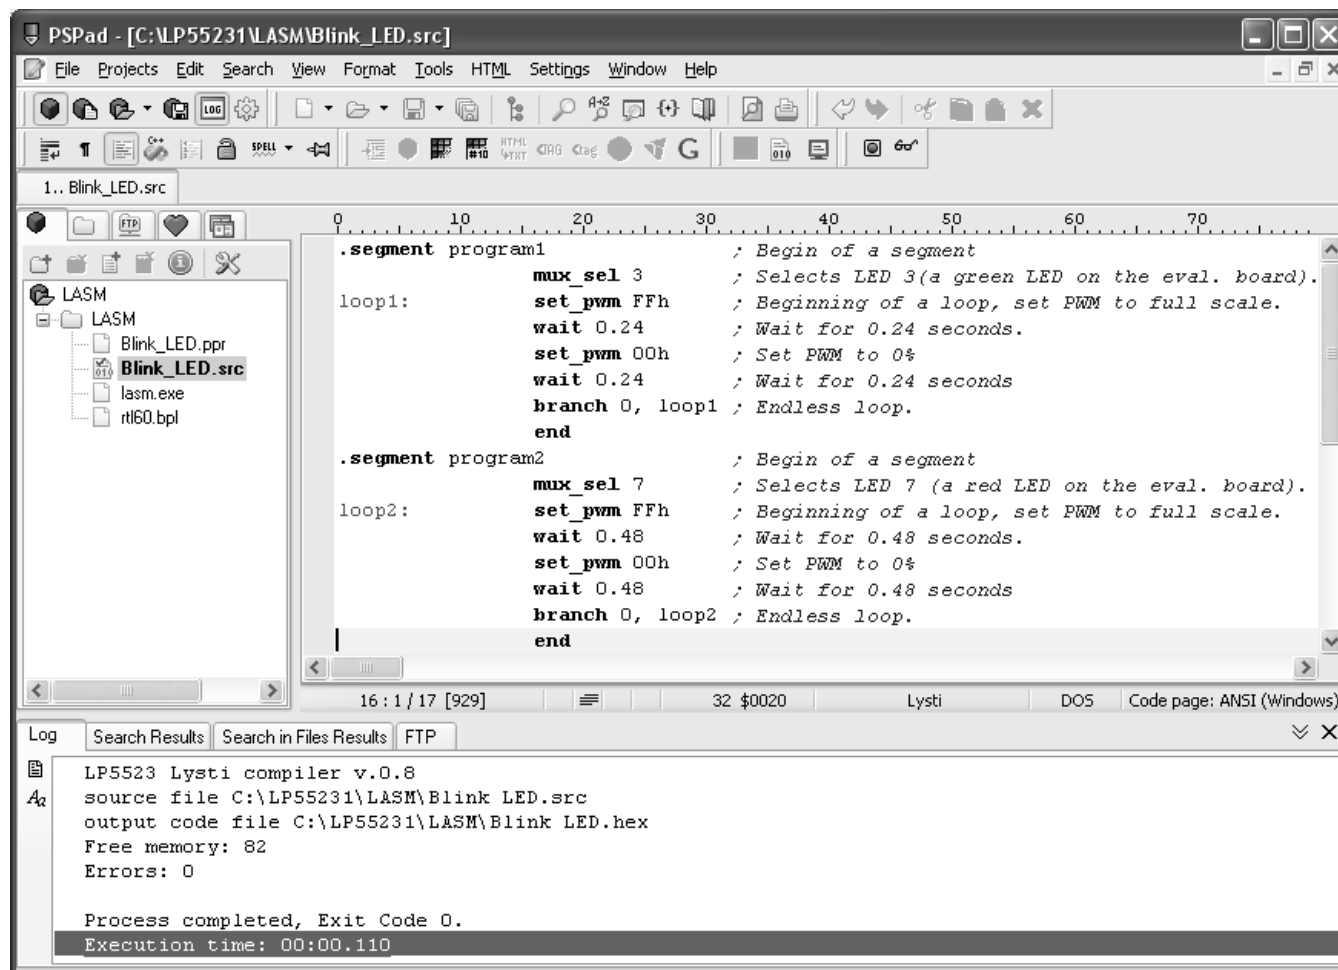 PSPad - [C:\LP55231\LASM\Blink_LED.src]
File Projects Edit Search View Format Tools HTML Settings Window Help
LOG A+Z
C++ SPELL #10 HTML TXT <TAG <tag G 010
1.. Blink_LED.src
FTP
LASM
LASM
Blink_LED.ppr
Blink_LED.src
lasm.exe
rtl60.bpl
0 10 20 30 40 50 60 70
.segment program1 ; Begin of a segment
mux_sel 3 ; Selects LED 3(a green LED on the eval. board).
loop1: set_pwm FFh ; Beginning of a loop, set PWM to full scale.
wait 0.24 ; Wait for 0.24 seconds.
set_pwm 00h ; Set PWM to 0%
wait 0.24 ; Wait for 0.24 seconds
branch 0, loop1 ; Endless loop.
end
.segment program2 ; Begin of a segment
mux_sel 7 ; Selects LED 7 (a red LED on the eval. board).
loop2: set_pwm FFh ; Beginning of a loop, set PWM to full scale.
wait 0.48 ; Wait for 0.48 seconds.
set_pwm 00h ; Set PWM to 0%
wait 0.48 ; Wait for 0.48 seconds
branch 0, loop2 ; Endless loop.
end
16 : 1 / 17 [929] 32 $0020 Lysti DOS Code page: ANSI (Windows)
Log Search Results Search in Files Results FTP
LP5523 Lysti compiler v.0.8
source file C:\LP55231\LASM\Blink LED.src
output code file C:\LP55231\LASM\Blink LED.hex
Free memory: 82
Errors: 0
Process completed, Exit Code 0.
Execution time: 00:00.110